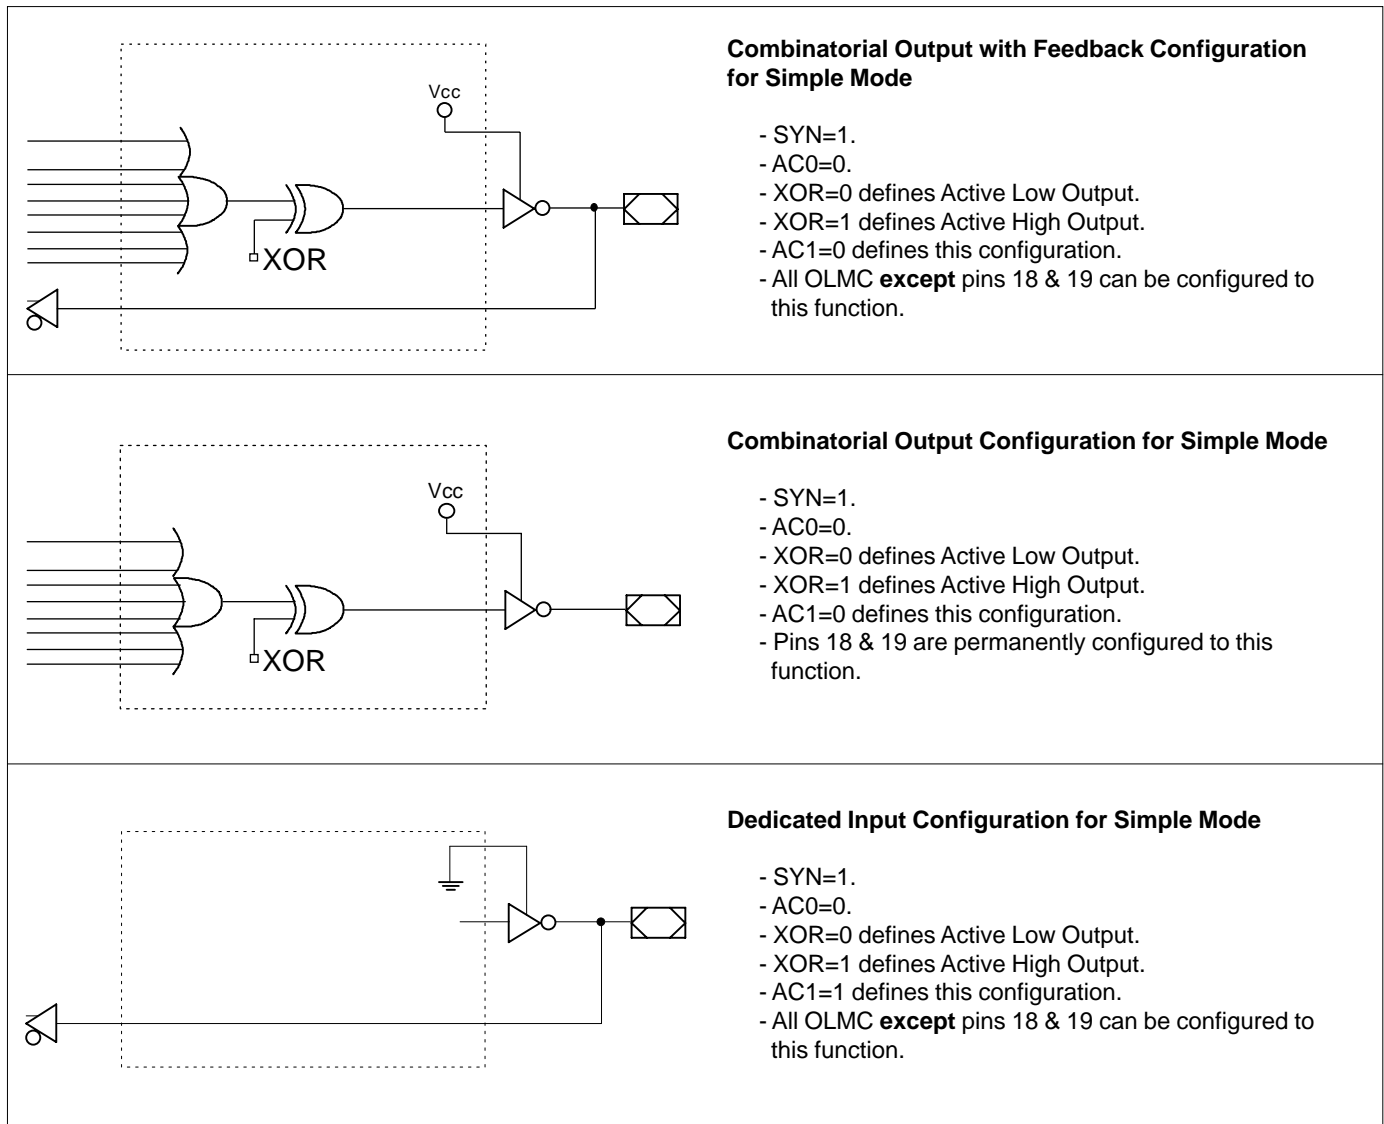 Combinatorial Output with Feedback Configuration
for Simple Mode
Vcc
- SYN=1.
- AC0=0.
- XOR=0 defines Active Low Output.
- XOR=1 defines Active High Output.
- AC1=0 defines this configuration.
- All OLMC except pins 18 & 19 can be configured to
this function.
XOR
Combinatorial Output Configuration for Simple Mode
Vcc
- SYN=1.
- AC0=0.
- XOR=0 defines Active Low Output.
- XOR=1 defines Active High Output.
- AC1=0 defines this configuration.
- Pins 18 & 19 are permanently configured to this
function.
XOR
Dedicated Input Configuration for Simple Mode
- SYN=1.
- AC0=0.
- XOR=0 defines Active Low Output.
- XOR=1 defines Active High Output.
- AC1=1 defines this configuration.
- All OLMC except pins 18 & 19 can be configured to
this function.